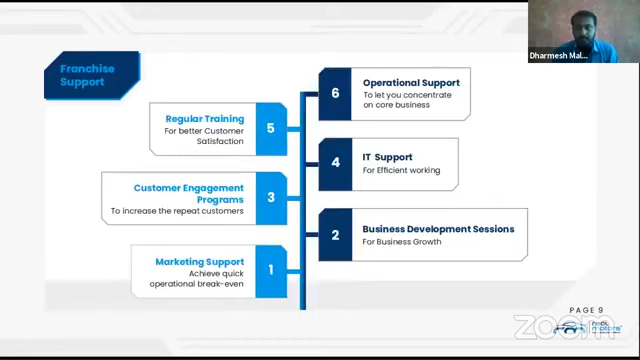 Franchise
Support
Dharmesh Mal...
6
Operational Support
To let you concentrate
on core business
5
Regular Training
For better Customer
Satisfaction
4
IT Support
For Efficient working
3
Customer Engagement
Programs
To increase the repeat customers
2
Business Development Sessions
For Business Growth
1
Marketing Support
Achieve quick
operational break-even
PAGE 9
motors
zoom